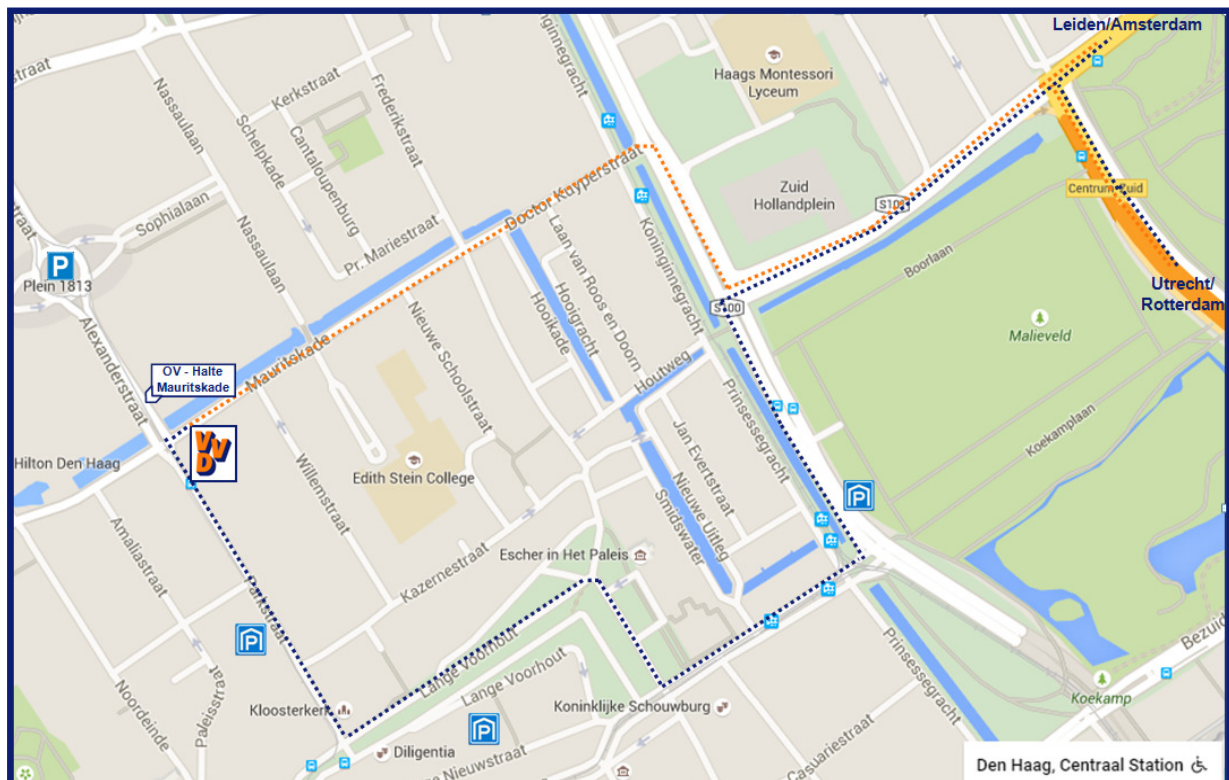 Leiden/Amsterdam
Koninginnegracht
Haags Montessori
Lyceum
Kerkstraat
Frederikstraat
Nassaulaan
Schelpkade
Cantaloupenburg
Doctor Kuyperstraat
Zuid
Hollandplein
S100
Centrum Zuid
Sophialaan
Pr. Mariestraat
Nassaulaan
Laan van Roos en Doorn
Koninginnegracht
Boorlaan
P
Plein 1813
Utrecht/
Rotterdam
S100
Hooikade
Hooigracht
Malieveld
Alexanderstraat
Mauritskade
Nieuwe Schoolstraat
Houtweg
OV - Halte
Mauritskade
Prinsessegracht
Koekamplaan
VVD
Hilton Den Haag
Willemstraat
Edith Stein College
Jan Evertstraat
Nieuwe Uitleg
Smidswater
P
Amaliastraat
Escher in Het Paleis
Kazernestraat
Parkstraat
P
Lange Voorhout
Lange Voorhout
Prinsessegracht
Bezuid
Noordeinde
Paleisstraat
Kloosterkerk
Koninklijke Schouwburg
Koekamp
P
Diligentia
e Nieuwstraat
Casuariestraat
Den Haag, Centraal Station